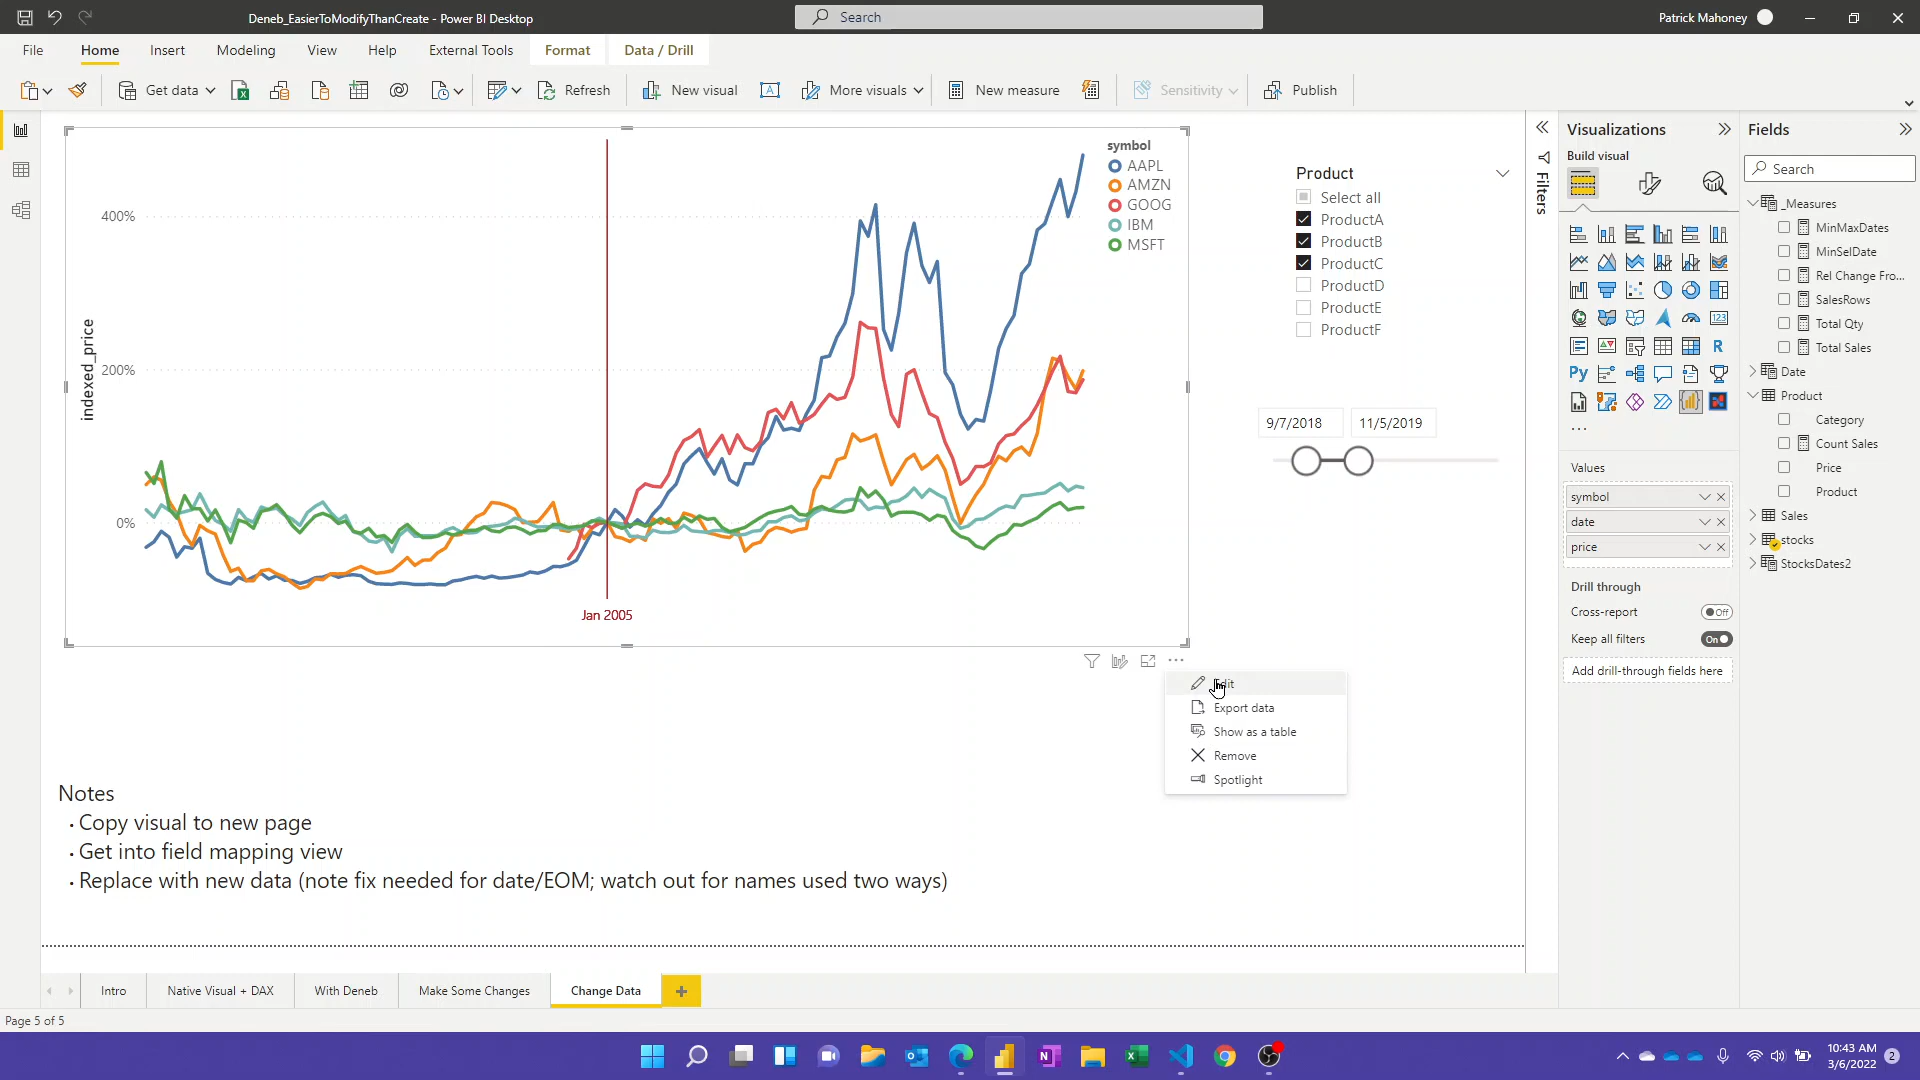 Deneb_EasierToModifyThanCreate - Power BI Desktop
Search
Patrick Mahoney
File
Home
Insert
Modeling
View
Help
External Tools
Format
Data / Drill
Get data
Refresh
New visual
More visuals
New measure
Sensitivity
Publish
symbol
AAPL
AMZN
GOOG
IBM
MSFT
400%
200%
0%
indexed_price
Jan 2005
Product
Select all
ProductA
ProductB
ProductC
ProductD
ProductE
ProductF
9/7/2018
11/5/2019
Edit
Export data
Show as a table
Remove
Spotlight
Notes
• Copy visual to new page
• Get into field mapping view
• Replace with new data (note fix needed for date/EOM; watch out for names used two ways)
Filters
Visualizations
Build visual
123
R
Py
Values
symbol
date
price
Drill through
Cross-report
Off
Keep all filters
On
Add drill-through fields here
Fields
Search
_Measures
MinMaxDates
MinSelDate
Rel Change Fro...
SalesRows
Total Qty
Total Sales
Date
Product
Category
Count Sales
Price
Product
Sales
stocks
StocksDates2
Intro
Native Visual + DAX
With Deneb
Make Some Changes
Change Data
Page 5 of 5
10:43 AM
3/6/2022
2